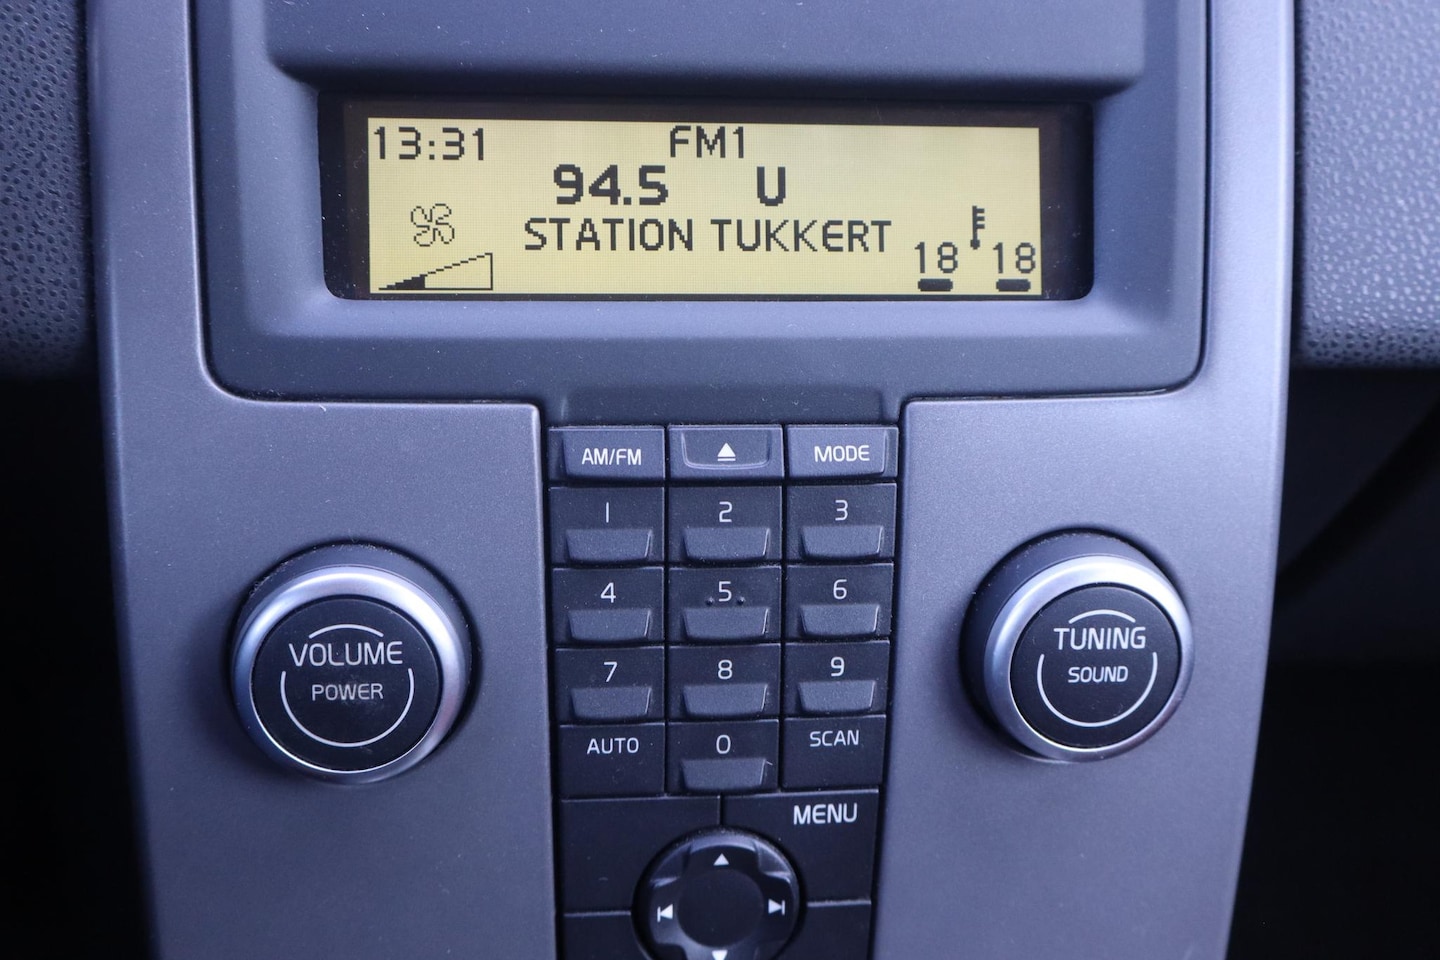 13:31 FM1
94.5 U
STATION TUKKERT
18 18
AM/FM MODE
1 2 3
4 5 6
7 8 9
AUTO 0 SCAN
MENU
VOLUME
POWER
TUNING
SOUND